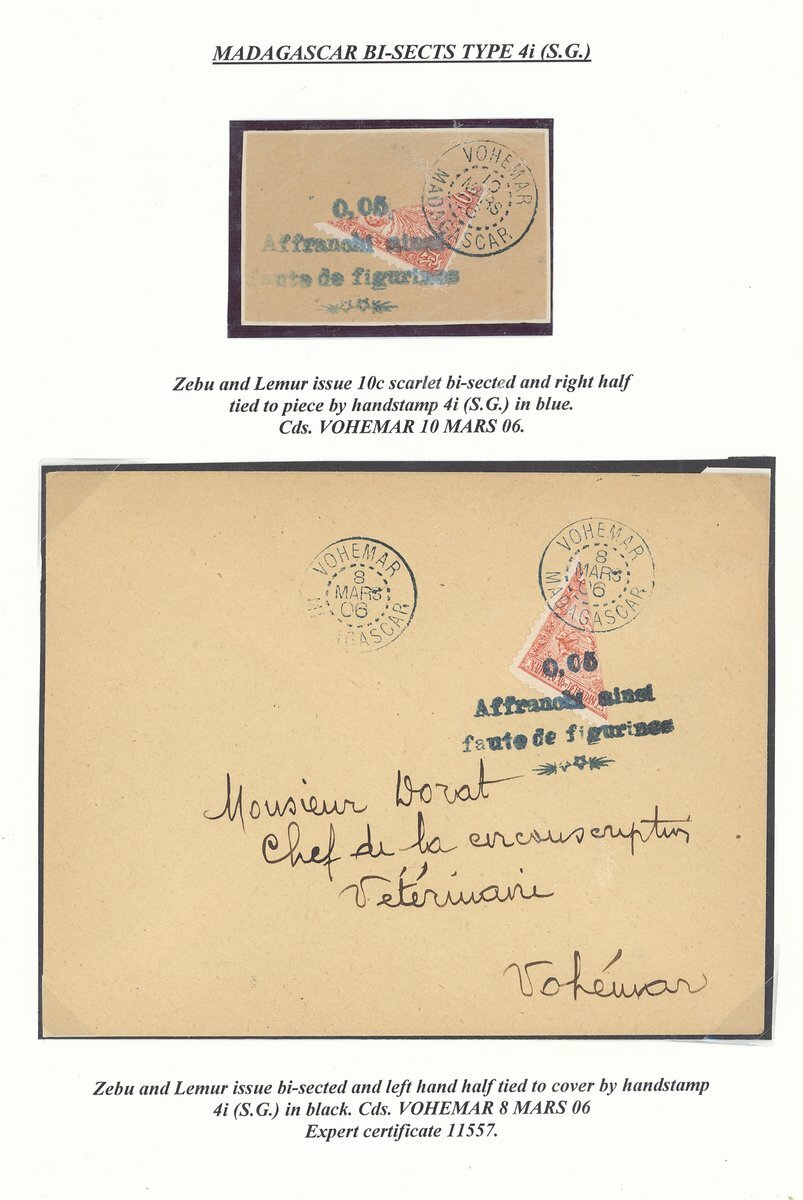 MADAGASCAR BI-SECTS TYPE 4i (S.G.)
VOHEMAR
10
MARS
06
MADAGASCAR
0,05
Affranchi ainsi
faute de figurines
Zebu and Lemur issue 10c scarlet bi-sected and right half
tied to piece by handstamp 4i (S.G.) in blue.
Cds. VOHEMAR 10 MARS 06.
VOHEMAR
8
MARS
06
GASCAR
VOHEMAR
8
MARS
06
MADAGASCAR
0,05
Affranchi ainsi
faute de figurines
Monsieur Dorat
Chef de la circonscription
Vétérinaire
Vohémar
Zebu and Lemur issue bi-sected and left hand half tied to cover by handstamp
4i (S.G.) in black. Cds. VOHEMAR 8 MARS 06
Expert certificate 11557.